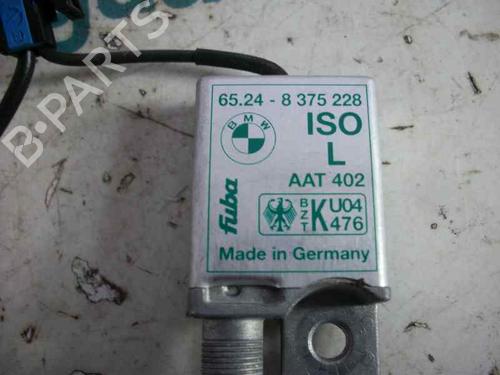 65.24 - 8 375 228
BMW
ISO
L
AAT 402
fuba
BZT K U04 476
Made in Germany
B-PARTS